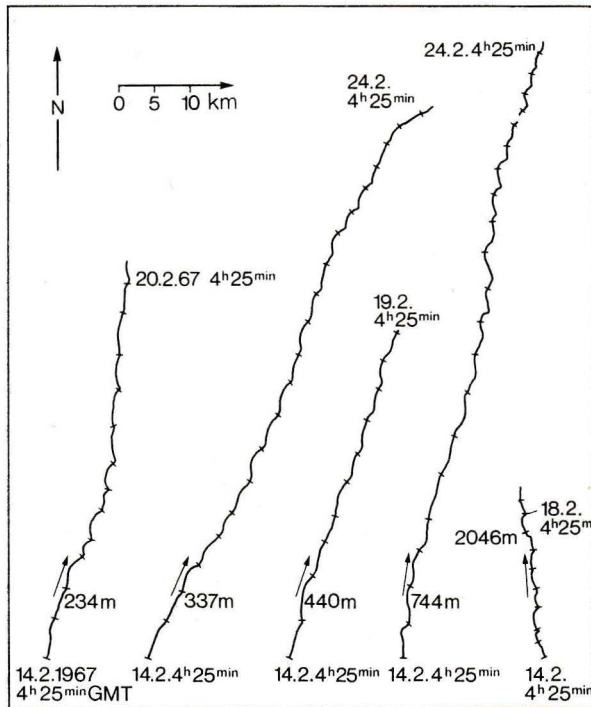 24.2.4ʰ25ᵐⁱⁿ
24.2.
4ʰ25ᵐⁱⁿ
N
0 5 10 km
20.2.67 4ʰ25ᵐⁱⁿ
19.2.
4ʰ25ᵐⁱⁿ
18.2.
4ʰ25ᵐ
2046m
234m
337m
440m
744m
14.2.1967
4ʰ25ᵐⁱⁿGMT
14.2.4ʰ25ᵐⁱⁿ
14.2.4ʰ25ᵐⁱⁿ
14.2.4ʰ25ᵐⁱⁿ
14.2.
4ʰ25ᵐⁱⁿ